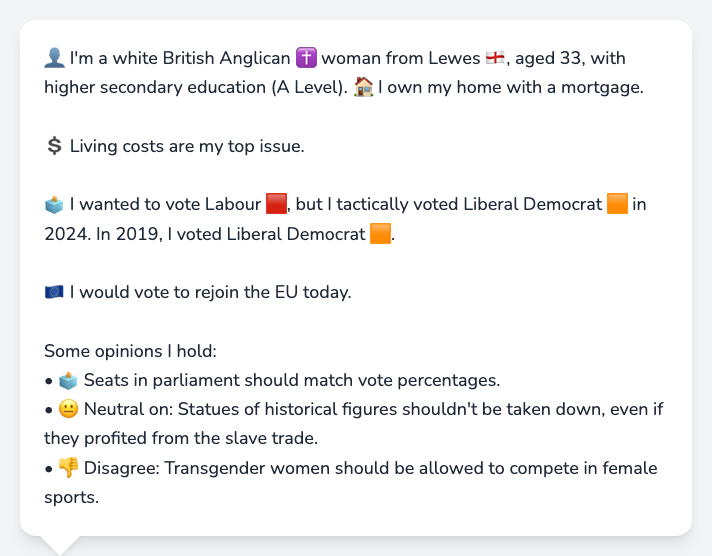 👤 I'm a white British Anglican ✝️ woman from Lewes 🏴󠁧󠁢󠁥󠁮󠁧󠁿, aged 33, with
higher secondary education (A Level). 🏠 I own my home with a mortgage.
💲 Living costs are my top issue.
🗳️ I wanted to vote Labour 🟥, but I tactically voted Liberal Democrat 🟧 in
2024. In 2019, I voted Liberal Democrat 🟧.
🇪🇺 I would vote to rejoin the EU today.
Some opinions I hold:
• 🗳️ Seats in parliament should match vote percentages.
• 😐 Neutral on: Statues of historical figures shouldn't be taken down, even if
they profited from the slave trade.
• 👎 Disagree: Transgender women should be allowed to compete in female
sports.